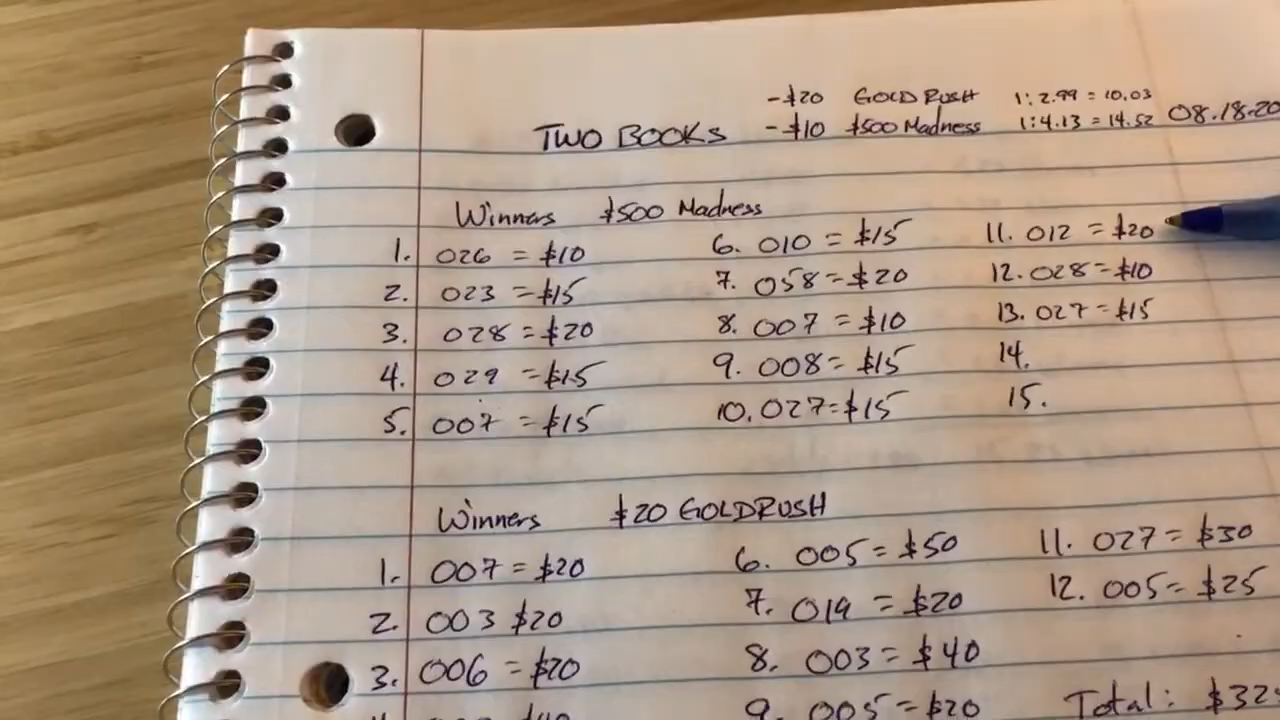 -$20 GOLD RUSH 1:2.99 = 10.03
TWO BOOKS -$10 $500 Madness 1:4.13 = 14.52 08.18.20
Winners $500 Madness
1. 026 = $10 6. 010 = $15 11. 012 = $20
2. 023 = $15 7. 058 = $20 12. 028 = $10
3. 028 = $20 8. 007 = $10 13. 027 = $15
4. 029 = $15 9. 008 = $15 14.
5. 007 = $15 10. 027 = $15 15.
Winners $20 GOLDRUSH
1. 007 = $20 6. 005 = $50 11. 027 = $30
2. 003 $20 7. 019 = $20 12. 005 = $25
3. 006 = $20 8. 003 = $40
9. 005 = $20 Total: $32